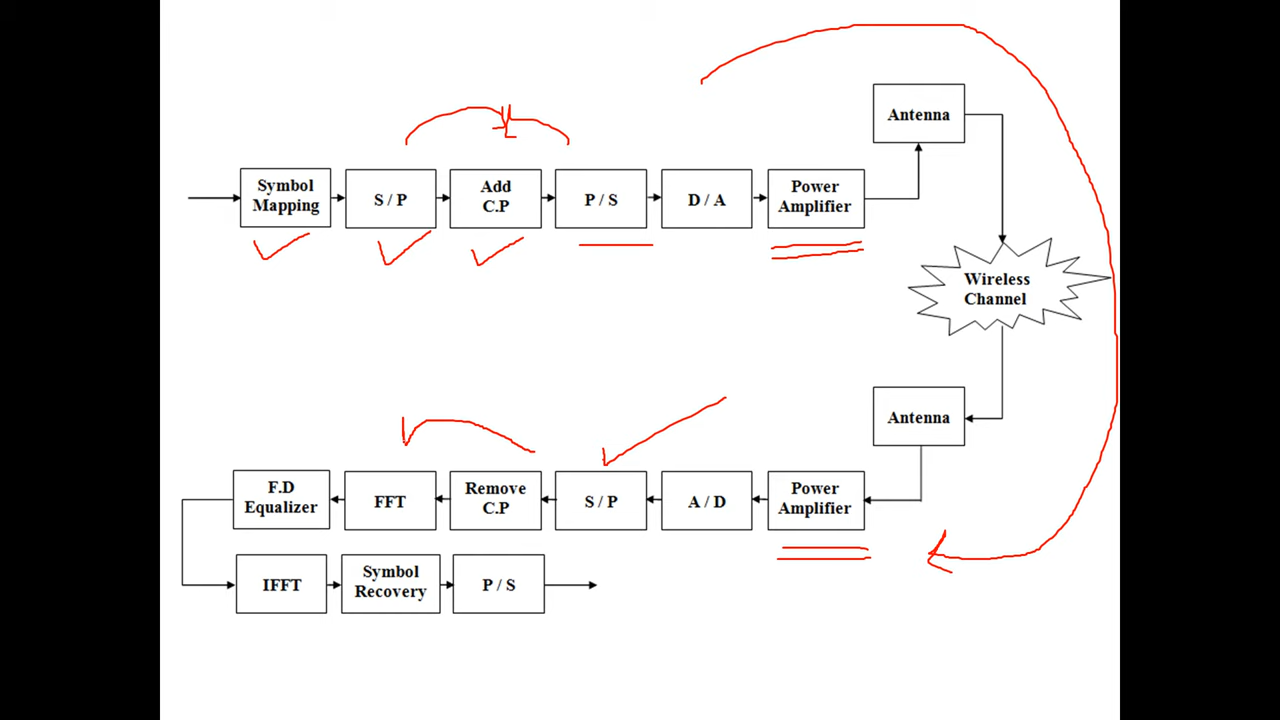 Antenna
Symbol
Mapping
S / P
Add
C.P
P / S
D / A
Power
Amplifier
Wireless
Channel
Antenna
F.D
Equalizer
FFT
Remove
C.P
S / P
A / D
Power
Amplifier
IFFT
Symbol
Recovery
P / S